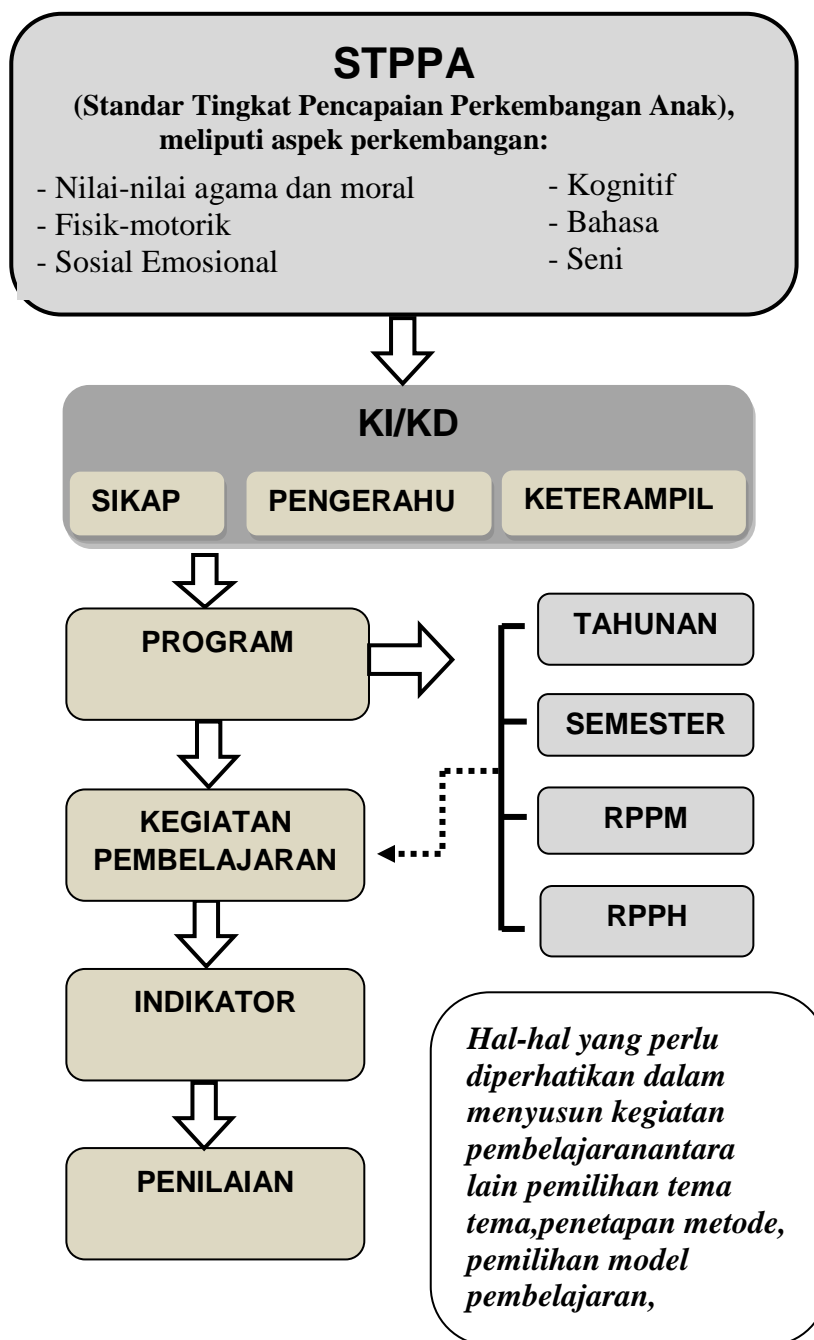 STPPA
(Standar Tingkat Pencapaian Perkembangan Anak),
meliputi aspek perkembangan:
- Nilai-nilai agama dan moral
- Fisik-motorik
- Sosial Emosional
- Kognitif
- Bahasa
- Seni
KI/KD
SIKAP
PENGERAHU
KETERAMPIL
PROGRAM
TAHUNAN
SEMESTER
RPPM
RPPH
KEGIATAN
PEMBELAJARAN
INDIKATOR
PENILAIAN
Hal-hal yang perlu
diperhatikan dalam
menyusun kegiatan
pembelajaranantara
lain pemilihan tema
tema,penetapan metode,
pemilihan model
pembelajaran,